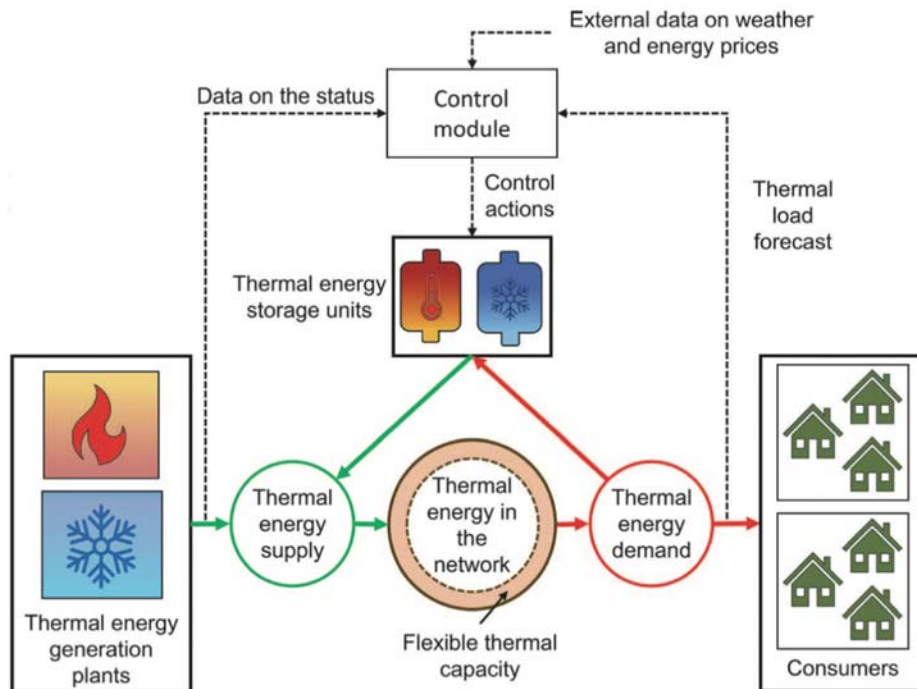 External data on weather
and energy prices
Data on the status
Control
module
Control
actions
Thermal
load
forecast
Thermal energy
storage units
Thermal
energy
supply
Thermal
energy in
the
network
Thermal
energy
demand
Thermal energy
generation
plants
Flexible thermal
capacity
Consumers